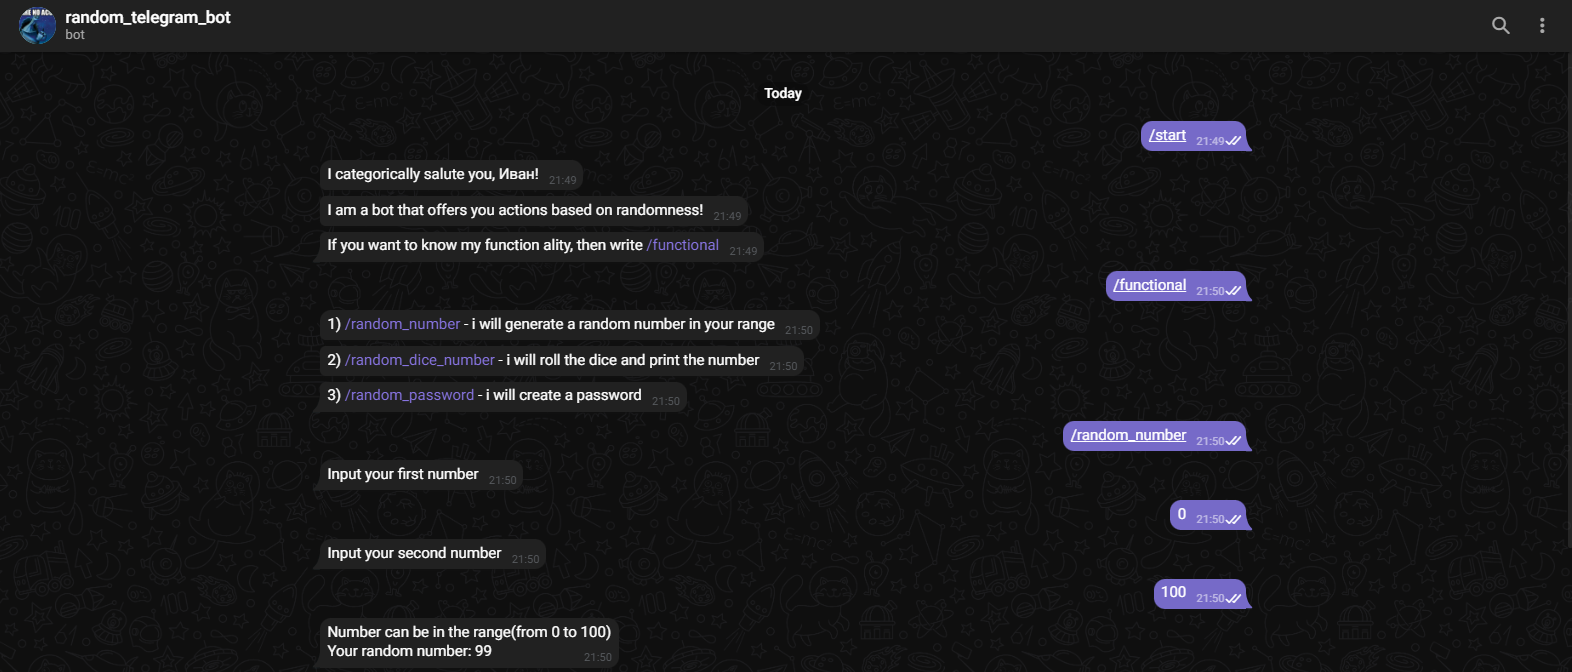 random_telegram_bot
bot
Today
/start 21:49
I categorically salute you, Иван! 21:49
I am a bot that offers you actions based on randomness! 21:49
If you want to know my function ality, then write /functional 21:49
/functional 21:50
1) /random_number - i will generate a random number in your range 21:50
2) /random_dice_number - i will roll the dice and print the number 21:50
3) /random_password - i will create a password 21:50
/random_number 21:50
Input your first number 21:50
0 21:50
Input your second number 21:50
100 21:50
Number can be in the range(from 0 to 100)
Your random number: 99 21:50